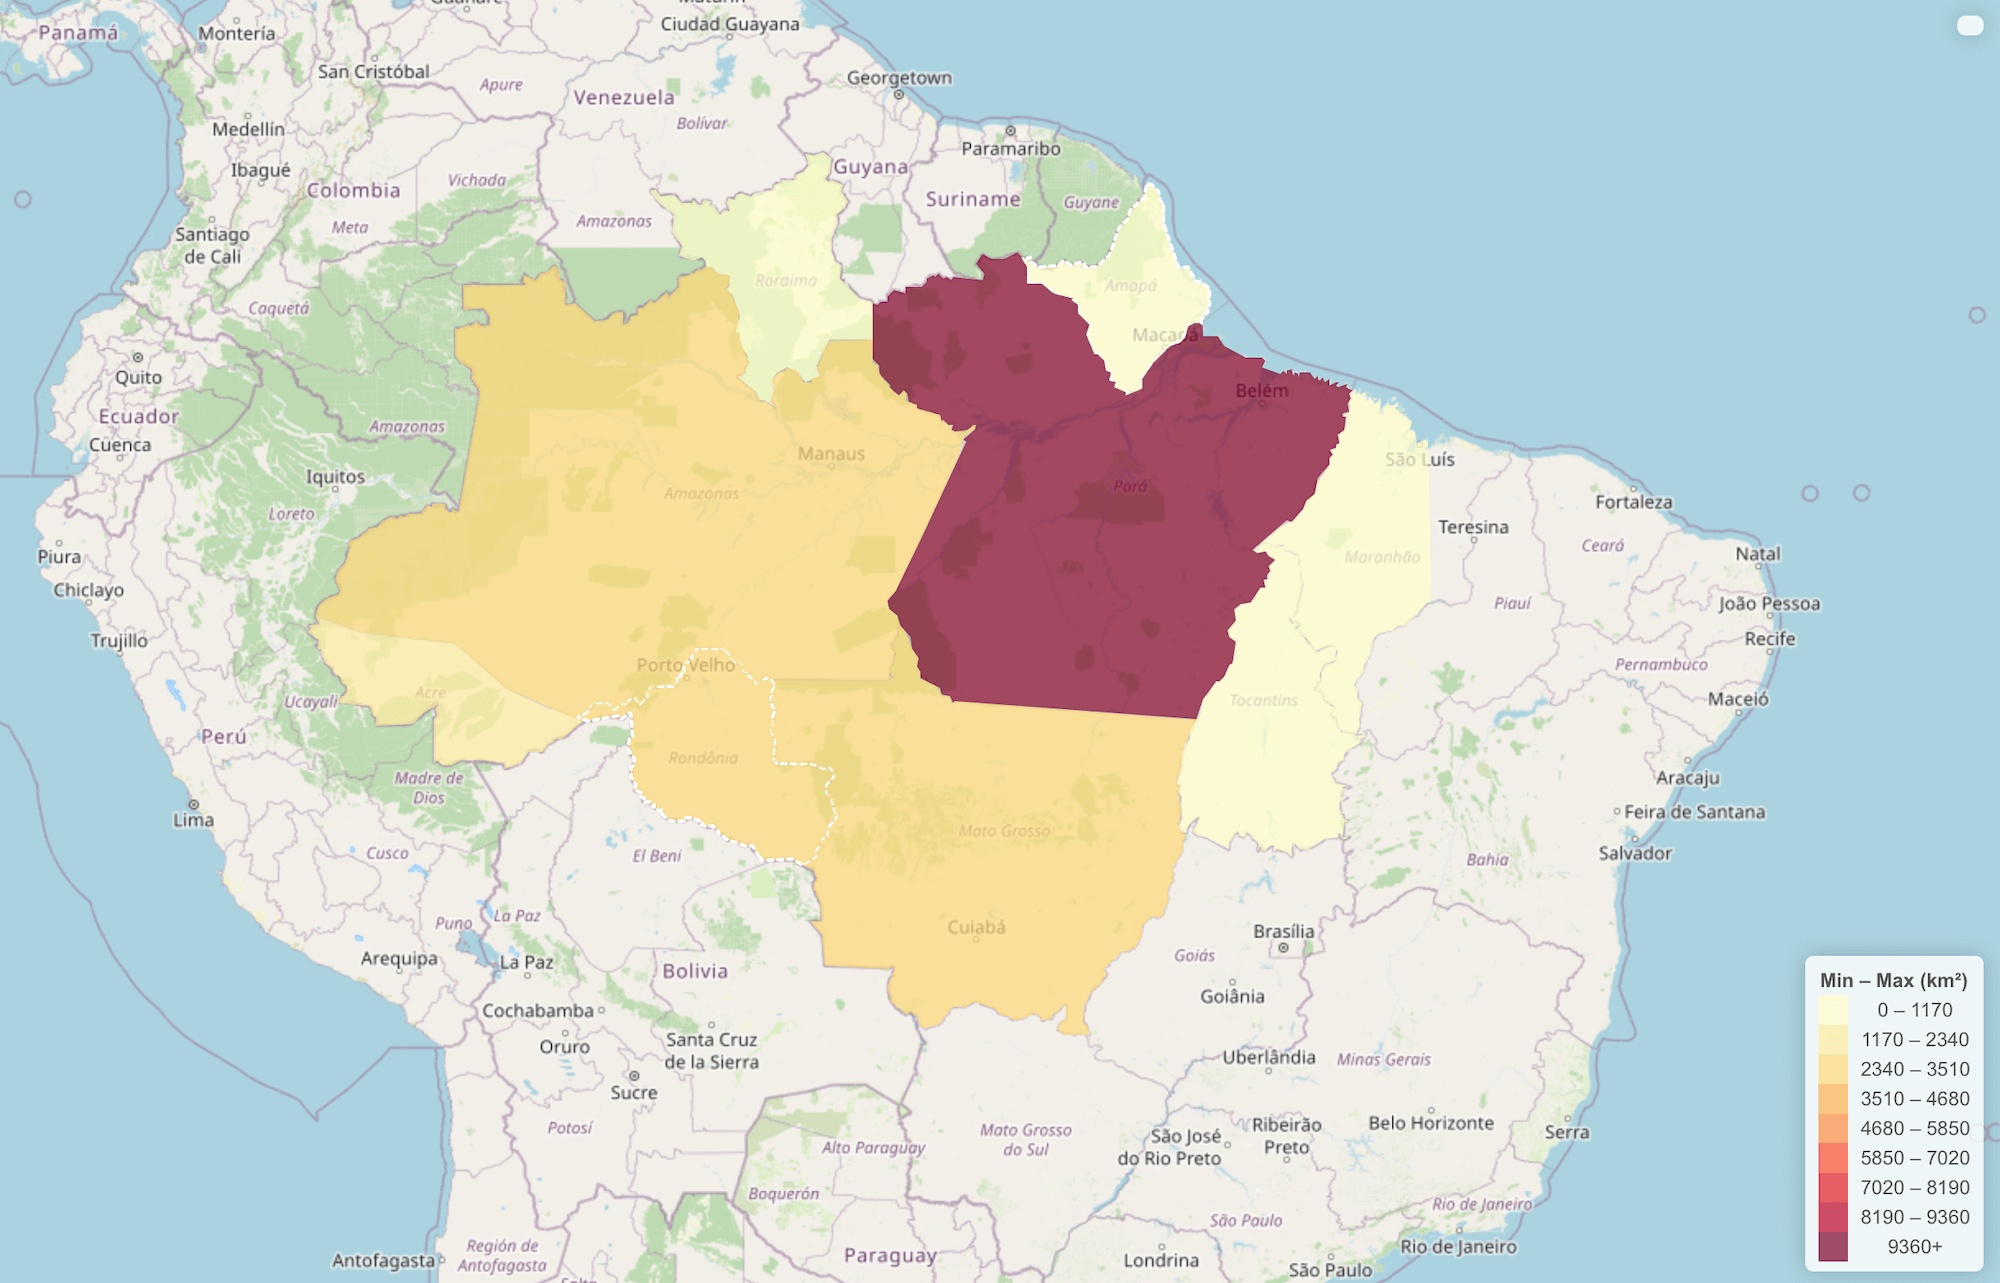 Guanare
Maturín
Panamá
Montería
Ciudad Guayana
San Cristóbal
Apure
Venezuela
Georgetown
Medellín
Bolívar
Paramaribo
Ibagué
Colombia
Vichada
Guyana
Suriname
Guyane
Meta
Amazonas
Santiago
de Cali
Caquetá
Roraima
Amapá
Macapá
Quito
Ecuador
Belém
Cuenca
Amazonas
Manaus
São Luís
Iquitos
Amazonas
Pará
Fortaleza
Loreto
Teresina
Ceará
Natal
Piura
Maranhão
Chiclayo
Piauí
João Pessoa
Trujillo
Recife
Porto Velho
Pernambuco
Acre
Ucayali
Tocantins
Maceió
Perú
Rondônia
Madre de
Dios
Aracaju
Lima
Feira de Santana
Mato Grosso
Cusco
El Beni
Bahia
Salvador
Puno
La Paz
Cuiabá
Brasília
Arequipa
La Paz
Bolivia
Goiás
Cochabamba
Goiânia
Oruro
Santa Cruz
de la Sierra
Uberlândia
Minas Gerais
Sucre
Potosí
Mato Grosso
do Sul
Alto Paraguay
São José
do Rio Preto
Ribeirão
Preto
Belo Horizonte
Serra
Boquerón
São Paulo
Rio de Janeiro
Rio de Janeiro
Antofagasta
Región de
Antofagasta
Paraguay
Londrina
São Paulo
Salta
Min – Max (km²)
0 – 1170
1170 – 2340
2340 – 3510
3510 – 4680
4680 – 5850
5850 – 7020
7020 – 8190
8190 – 9360
9360+